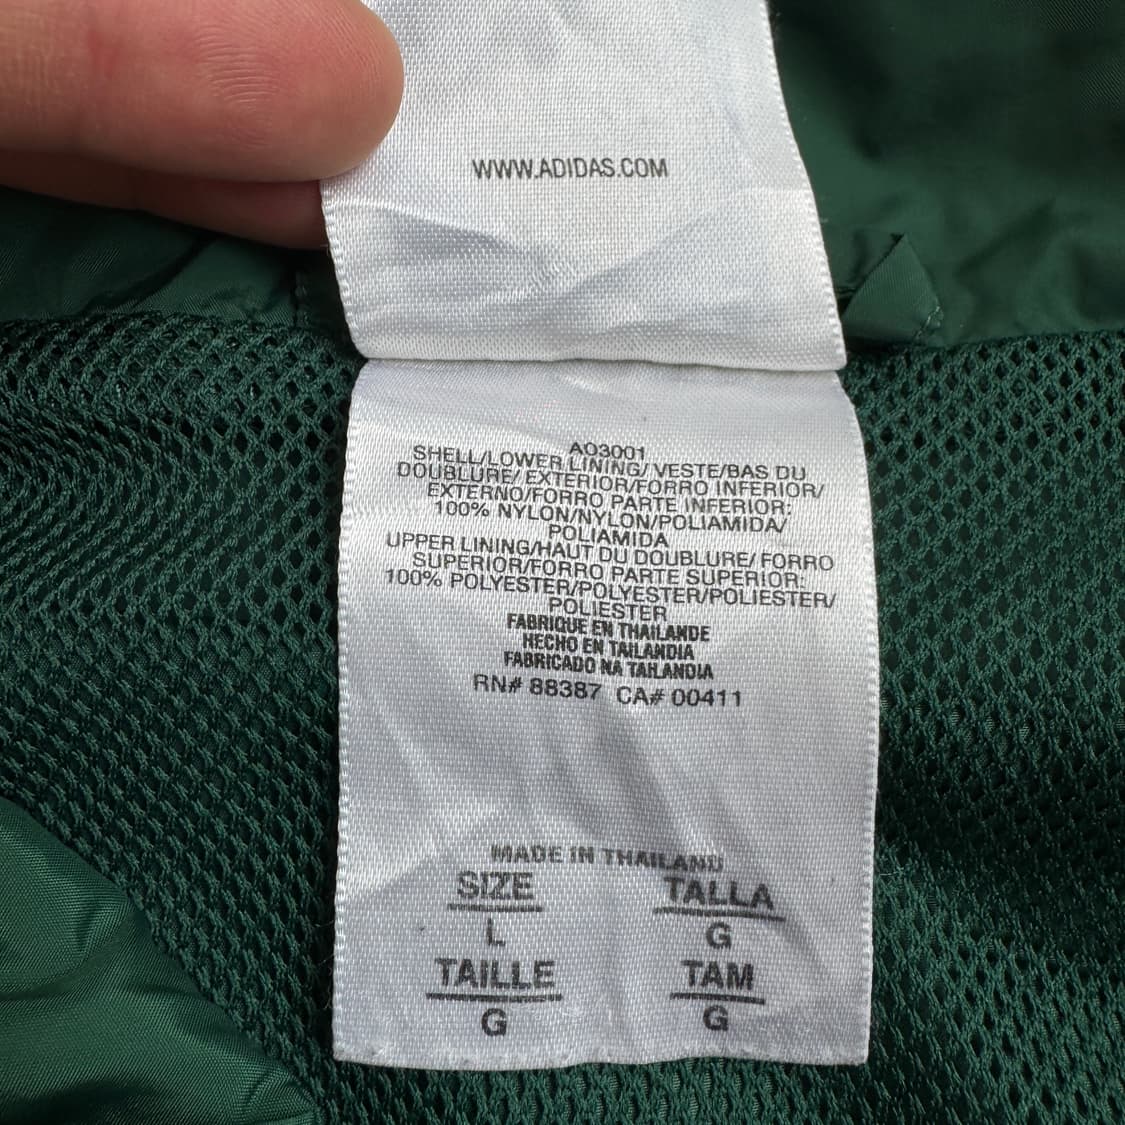 WWW.ADIDAS.COM
AO3001
SHELL/LOWER LINING/ VESTE/BAS DU
DOUBLURE/ EXTERIOR/FORRO INFERIOR/
EXTERNO/FORRO PARTE INFERIOR:
100% NYLON/NYLON/POLIAMIDA/
POLIAMIDA
UPPER LINING/HAUT DU DOUBLURE/ FORRO
SUPERIOR/FORRO PARTE SUPERIOR:
100% POLYESTER/POLYESTER/POLIESTER/
POLIESTER
FABRIQUE EN THAILANDE
HECHO EN TAILANDIA
FABRICADO NA TAILANDIA
RN# 88387 CA# 00411
MADE IN THAILAND
SIZE TALLA
L G
TAILLE TAM
G G